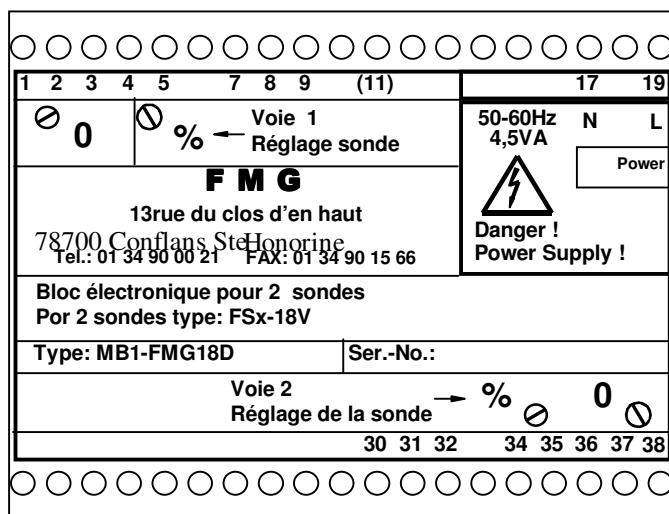 1 2 3 4 5 7 8 9 (11) 17 19
0 % Voie 1
Réglage sonde
50-60Hz N L
4,5VA
Power
F M G
13rue du clos d'en haut
78700 Conflans SteHonorine
Tel.: 01 34 90 00 21 FAX: 01 34 90 15 66
Danger !
Power Supply !
Bloc électronique pour 2 sondes
Por 2 sondes type: FSx-18V
Type: MB1-FMG18D Ser.-No.:
Voie 2 % 0
Réglage de la sonde
30 31 32 34 35 36 37 38